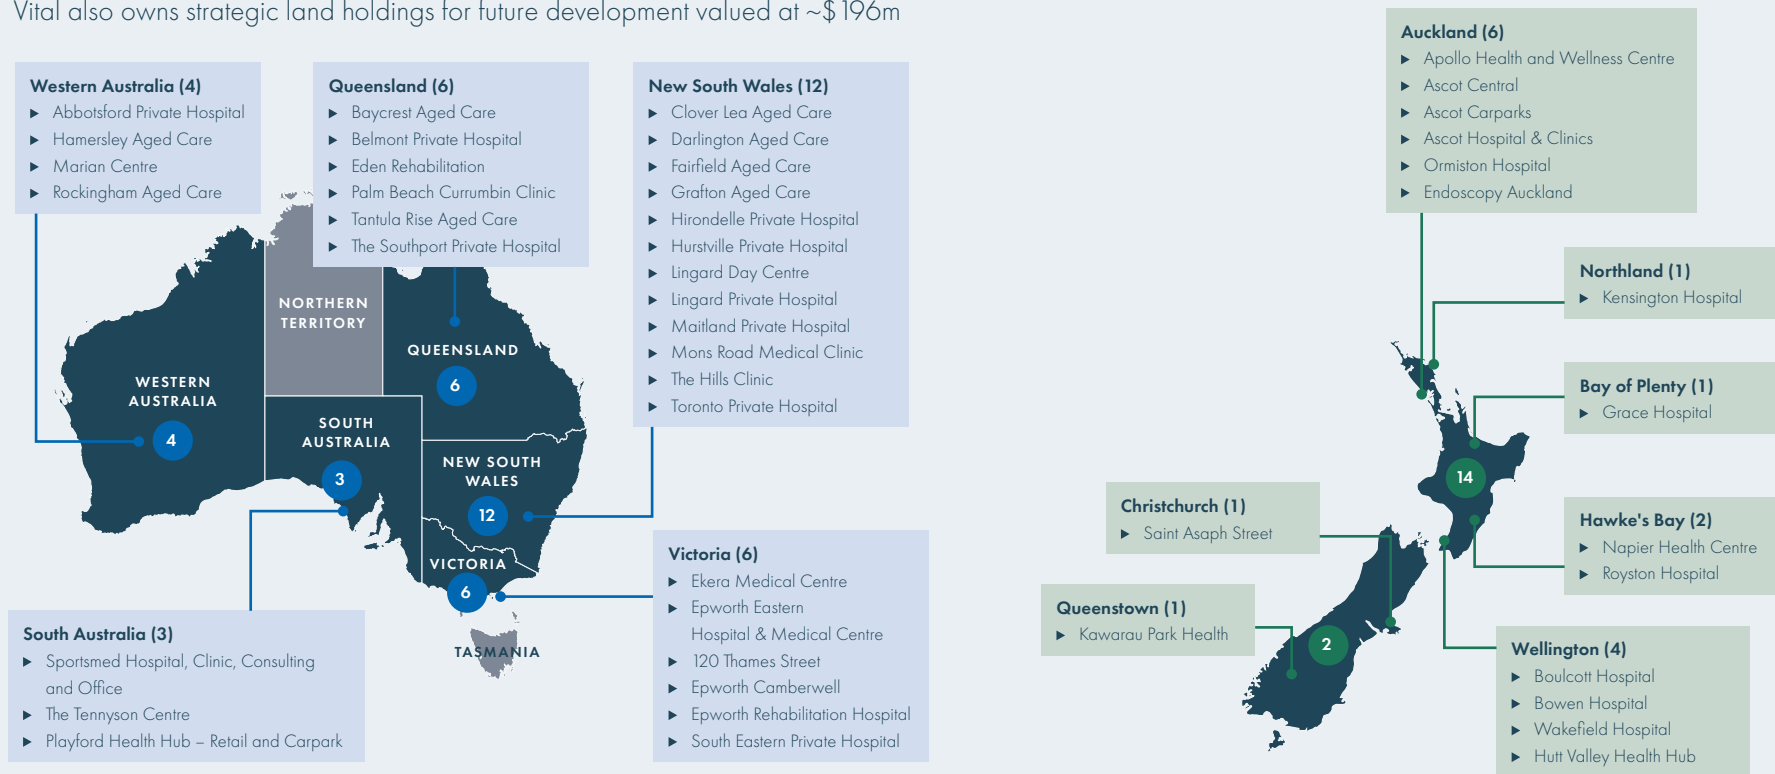 Vital also owns strategic land holdings for future development valued at ~$196m
Western Australia (4)
▶ Abbotsford Private Hospital
▶ Hamersley Aged Care
▶ Marian Centre
▶ Rockingham Aged Care
Queensland (6)
▶ Baycrest Aged Care
▶ Belmont Private Hospital
▶ Eden Rehabilitation
▶ Palm Beach Currumbin Clinic
▶ Tantula Rise Aged Care
▶ The Southport Private Hospital
New South Wales (12)
▶ Clover Lea Aged Care
▶ Darlington Aged Care
▶ Fairfield Aged Care
▶ Grafton Aged Care
▶ Hirondelle Private Hospital
▶ Hurstville Private Hospital
▶ Lingard Day Centre
▶ Lingard Private Hospital
▶ Maitland Private Hospital
▶ Mons Road Medical Clinic
▶ The Hills Clinic
▶ Toronto Private Hospital
NORTHERN
TERRITORY
QUEENSLAND
6
WESTERN
AUSTRALIA
4
SOUTH
AUSTRALIA
3
NEW SOUTH
WALES
12
VICTORIA
6
TASMANIA
South Australia (3)
▶ Sportsmed Hospital, Clinic, Consulting
and Office
▶ The Tennyson Centre
▶ Playford Health Hub – Retail and Carpark
Victoria (6)
▶ Ekera Medical Centre
▶ Epworth Eastern
Hospital & Medical Centre
▶ 120 Thames Street
▶ Epworth Camberwell
▶ Epworth Rehabilitation Hospital
▶ South Eastern Private Hospital
Auckland (6)
▶ Apollo Health and Wellness Centre
▶ Ascot Central
▶ Ascot Carparks
▶ Ascot Hospital & Clinics
▶ Ormiston Hospital
▶ Endoscopy Auckland
Northland (1)
▶ Kensington Hospital
Bay of Plenty (1)
▶ Grace Hospital
14
Christchurch (1)
▶ Saint Asaph Street
Hawke's Bay (2)
▶ Napier Health Centre
▶ Royston Hospital
Queenstown (1)
▶ Kawarau Park Health
2
Wellington (4)
▶ Boulcott Hospital
▶ Bowen Hospital
▶ Wakefield Hospital
▶ Hutt Valley Health Hub